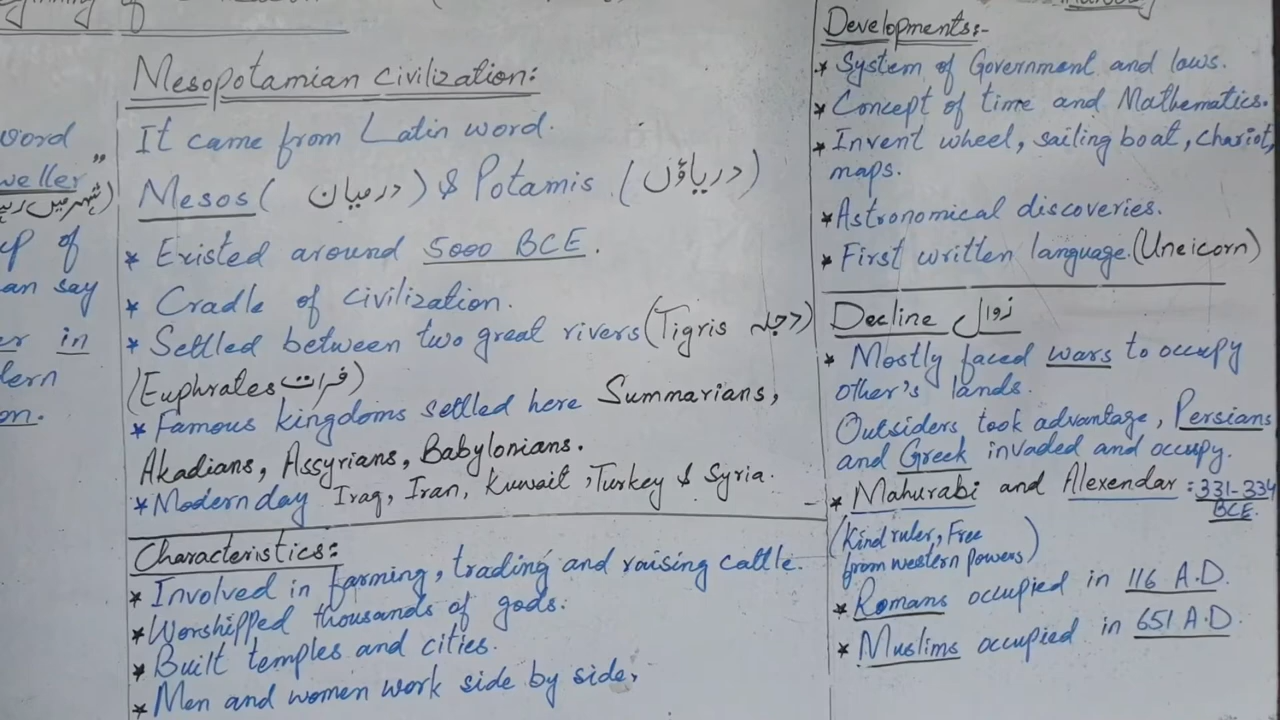 word
weller”
(شہر میں
up of
an say
er in
dern
on.
Mesopotamian civilization:
It came from Latin word.
Mesos (درمیان) & Potamis (دریاؤں)
* Existed around 5000 BCE.
* Cradle of civilization.
* Settled between two great rivers (Tigris دجلہ)
(Euphrates فرات)
* Famous kingdoms settled here Summarians,
Akadians, Assyrians, Babylonians.
* Modern day Iraq, Iran, Kuwait, Turkey & Syria.
Characteristics:
* Involved in farming, trading and raising cattle.
* Worshipped thousands of gods.
* Built temples and cities.
* Men and women work side by side.
Developments:-
* System of Government and laws.
* Concept of time and Mathematics.
* Invent wheel, sailing boat, chariot,
maps.
* Astronomical discoveries.
* First written language. (Uneicorn)
Decline زوال
* Mostly faced wars to occupy
other's lands.
Outsiders took advantage, Persians
and Greek invaded and occupy.
* Mahurabi and Alexendar : 331-334
BCE.
(Kind ruler, Free
from western powers)
* Romans occupied in 116 A.D.
* Muslims occupied in 651 A.D.